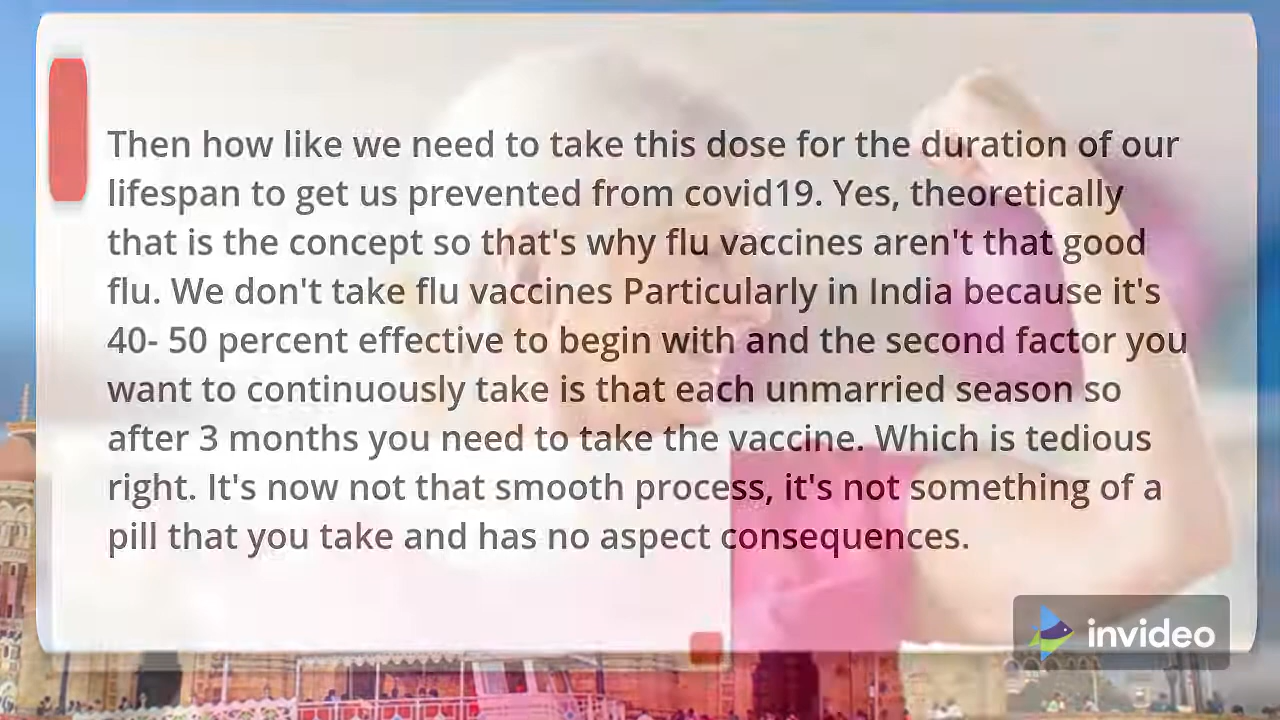 Then how like we need to take this dose for the duration of our
lifespan to get us prevented from covid19. Yes, theoretically
that is the concept so that's why flu vaccines aren't that good
flu. We don't take flu vaccines Particularly in India because it's
40- 50 percent effective to begin with and the second factor you
want to continuously take is that each unmarried season so
after 3 months you need to take the vaccine. Which is tedious
right. It's now not that smooth process, it's not something of a
pill that you take and has no aspect consequences.
invideo